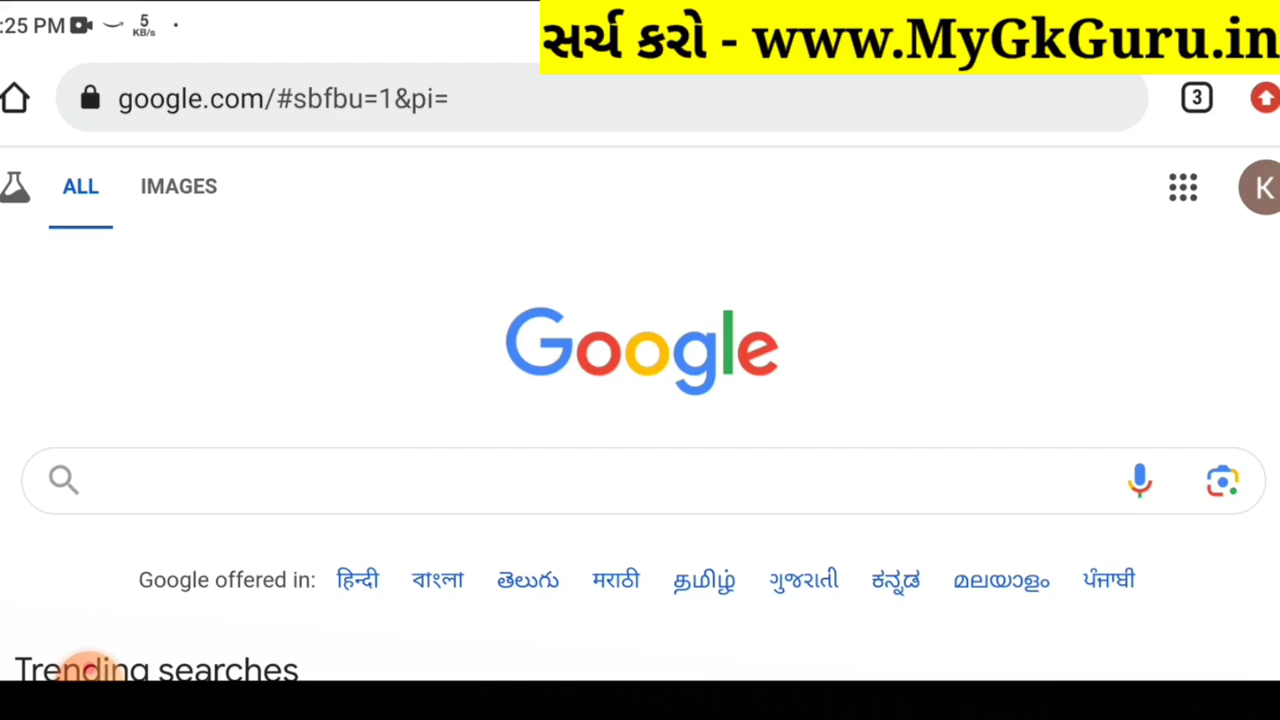 :25 PM 5 KB/s
સર્ચ કરો - www.MyGkGuru.in
google.com/#sbfbu=1&pi=
3
ALL IMAGES
K
Google
Google offered in: हिन्दी বাংলা తెలుగు मराठी தமிழ் ગુજરાતી ಕನ್ನಡ മലയാളം ਪੰਜਾਬੀ
Trending searches